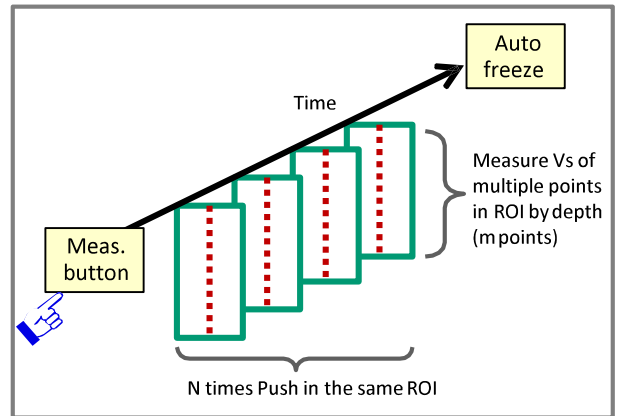 Auto
freeze
Time
Measure Vs of
multiple points
in ROI by depth
(m points)
Meas.
button
N times Push in the same ROI